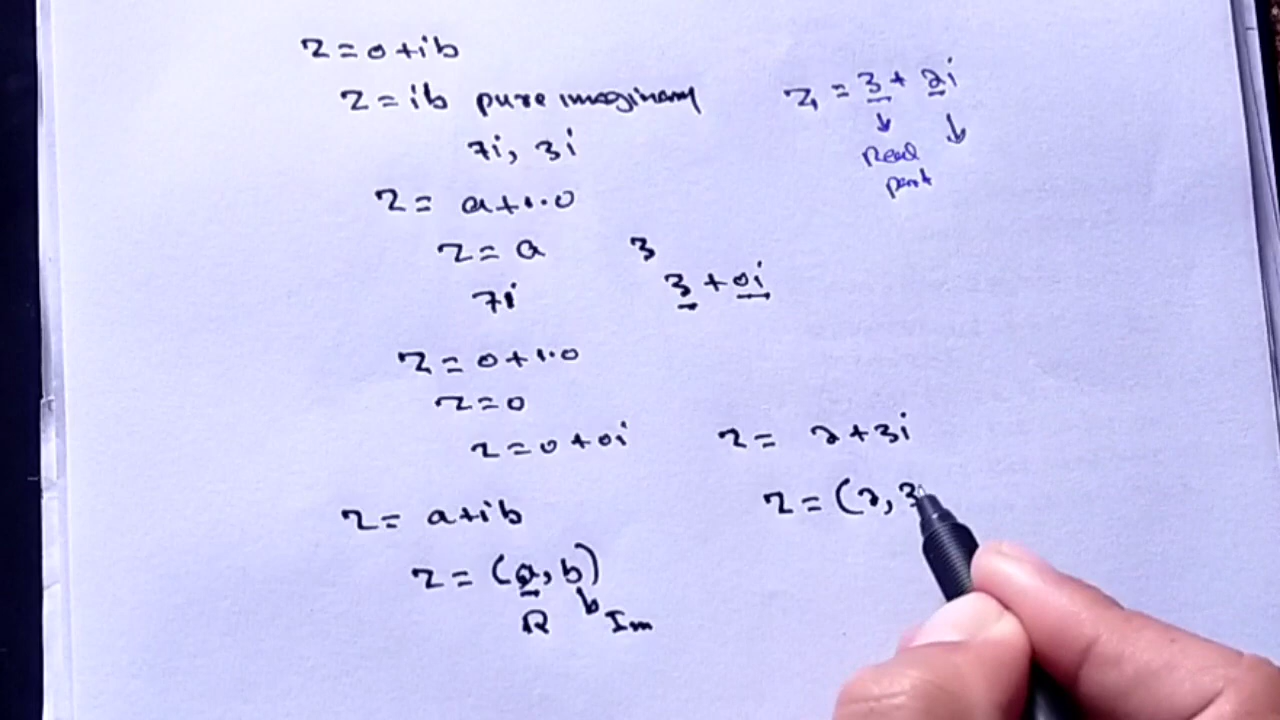 z = 0 + ib
z = ib pure imaginary
7i, 3i
z = a + i·0
z = a
7i
z = 0 + i·0
z = 0
z = 0 + 0i
z = a + ib
z = (a, b)
R Im
z₁ = 3 + 2i
Real
part
3
3 + 0i
z = 2 + 3i
z = (2, 3